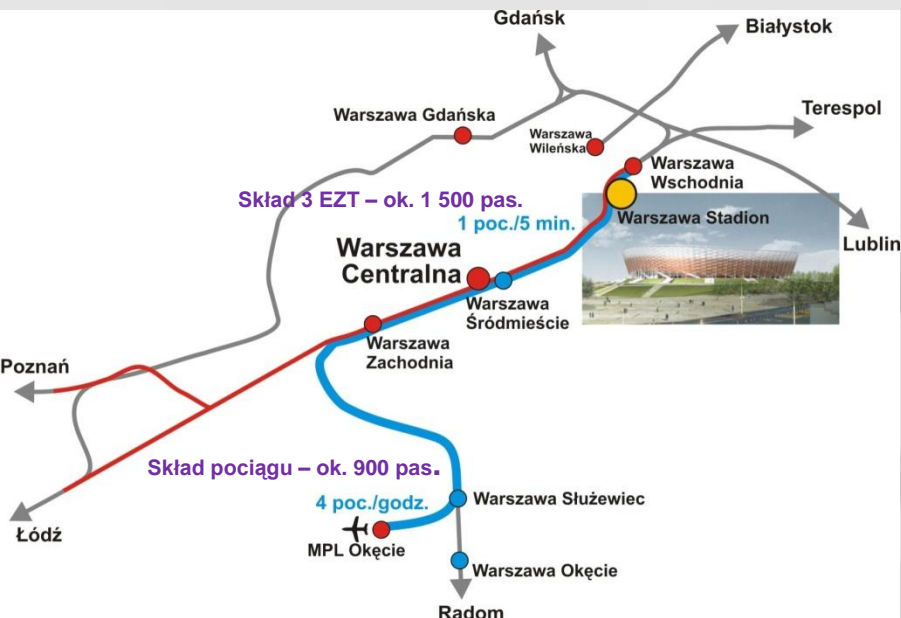 Gdańsk
Białystok
Warszawa Gdańska
Terespol
Warszawa
Wileńska
Warszawa
Wschodnia
Skład 3 EZT – ok. 1 500 pas.
1 poc./5 min.
Warszawa Stadion
Lublin
Warszawa
Centralna
Warszawa
Śródmieście
Warszawa
Zachodnia
Poznań
Skład pociągu – ok. 900 pas.
4 poc./godz.
Warszawa Służewiec
Łódź
MPL Okęcie
Warszawa Okęcie
Radom